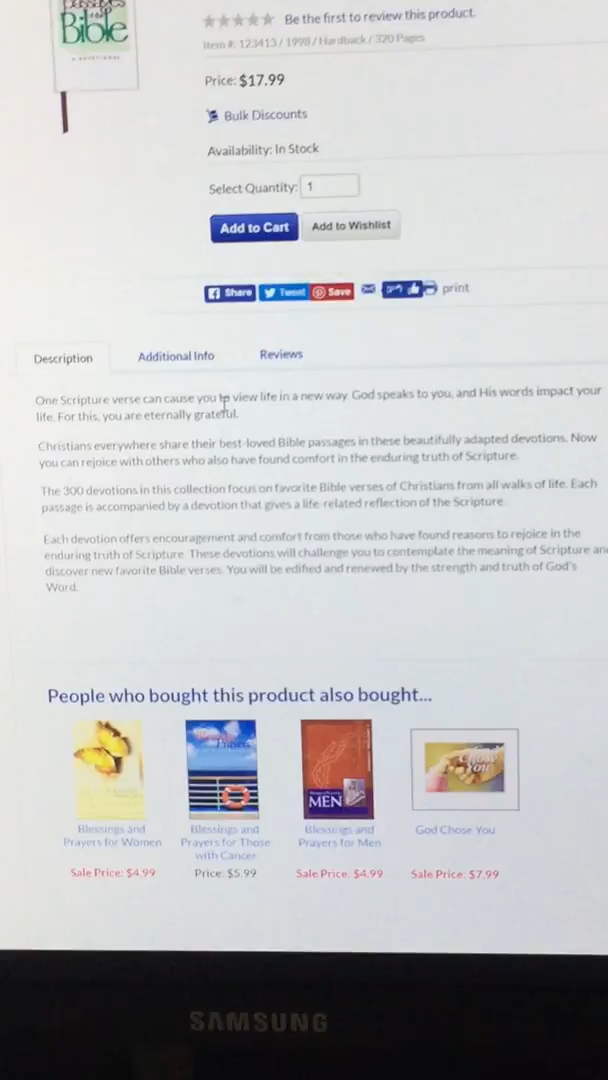 Bible
A DEVOTIONAL
Be the first to review this product.
Item #: 123413 / 1998 / Hardback / 320 Pages
Price: $17.99
Bulk Discounts
Availability: In Stock
Select Quantity: 1
Add to Cart
Add to Wishlist
Share
Tweet
Save
print
Description
Additional Info
Reviews
One Scripture verse can cause you to view life in a new way. God speaks to you, and His words impact your
life. For this, you are eternally grateful.
Christians everywhere share their best-loved Bible passages in these beautifully adapted devotions. Now
you can rejoice with others who also have found comfort in the enduring truth of Scripture.
The 300 devotions in this collection focus on favorite Bible verses of Christians from all walks of life. Each
passage is accompanied by a devotion that gives a life-related reflection of the Scripture.
Each devotion offers encouragement and comfort from those who have found reasons to rejoice in the
enduring truth of Scripture. These devotions will challenge you to contemplate the meaning of Scripture and
discover new favorite Bible verses. You will be edified and renewed by the strength and truth of God's
Word.
People who bought this product also bought...
Prayers
MEN
Chose
You
Blessings and
Prayers for Women
Sale Price: $4.99
Blessings and
Prayers for Those
with Cancer
Price: $5.99
Blessings and
Prayers for Men
Sale Price: $4.99
God Chose You
Sale Price: $7.99
SAMSUNG